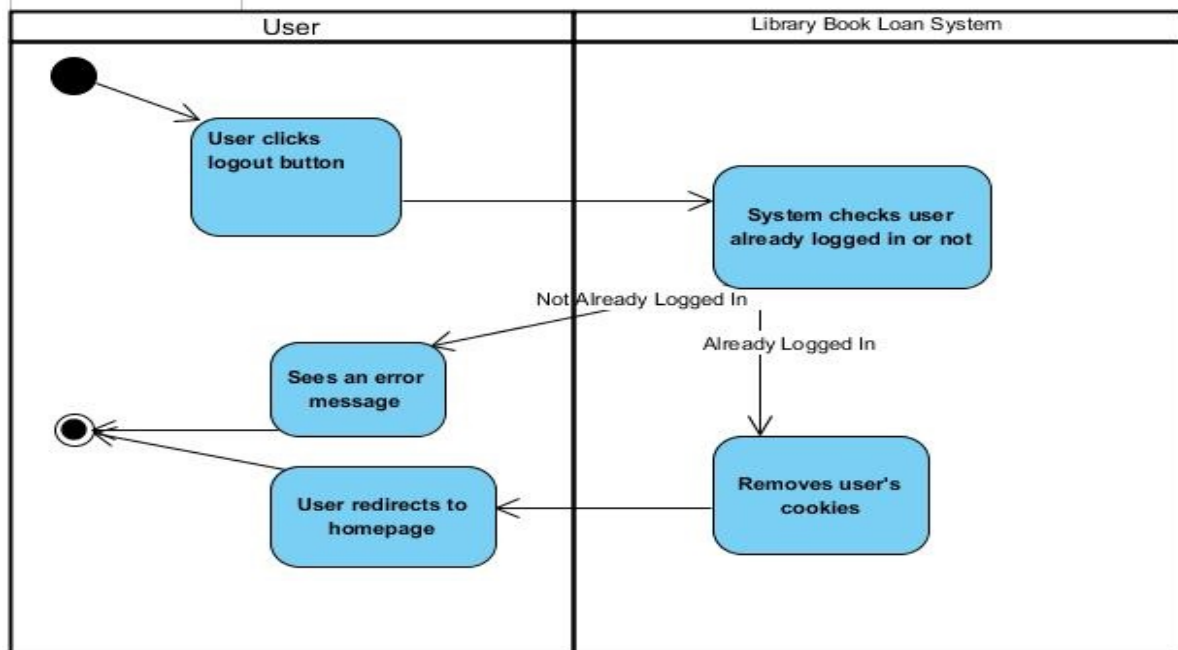 User
Library Book Loan System
User clicks
logout button
System checks user
already logged in or not
Not Already Logged In
Already Logged In
Sees an error
message
Removes user's
cookies
User redirects to
homepage